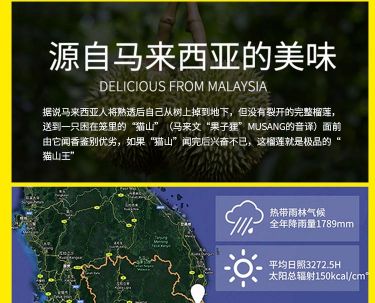 源自马来西亚的美味
DELICIOUS FROM MALAYSIA
据说马来西亚人将熟透后自己从树上掉到地下，但没有裂开的完整榴莲，
送到一只困在笼里的“猫山”（马来文“果子狸”MUSANG的音译）面前
由它闻香鉴别优劣，如果“猫山”闻完后兴奋不已，这榴莲就是极品的“
猫山王”
热带雨林气候
全年降雨量1789mm
平均日照3272.5H
太阳总辐射150kcal/cm²